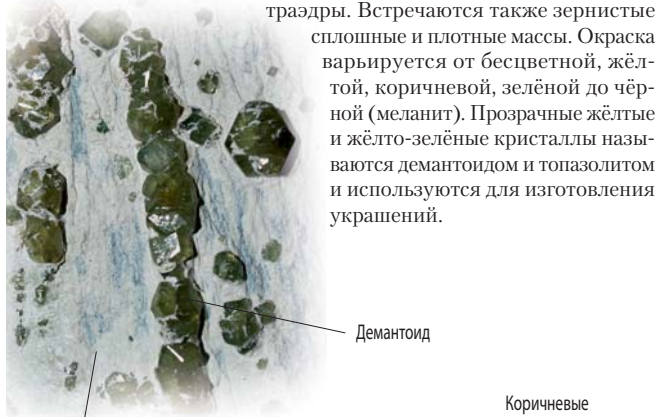 траэдры. Встречаются также зернистые
сплошные и плотные массы. Окраска
варьируется от бесцветной, жёл-
той, коричневой, зелёной до чёр-
ной (меланит). Прозрачные жёлтые
и жёлто-зелёные кристаллы назы-
ваются демантоидом и топазолитом
и используются для изготовления
украшений.
Демантоид
Коричневые